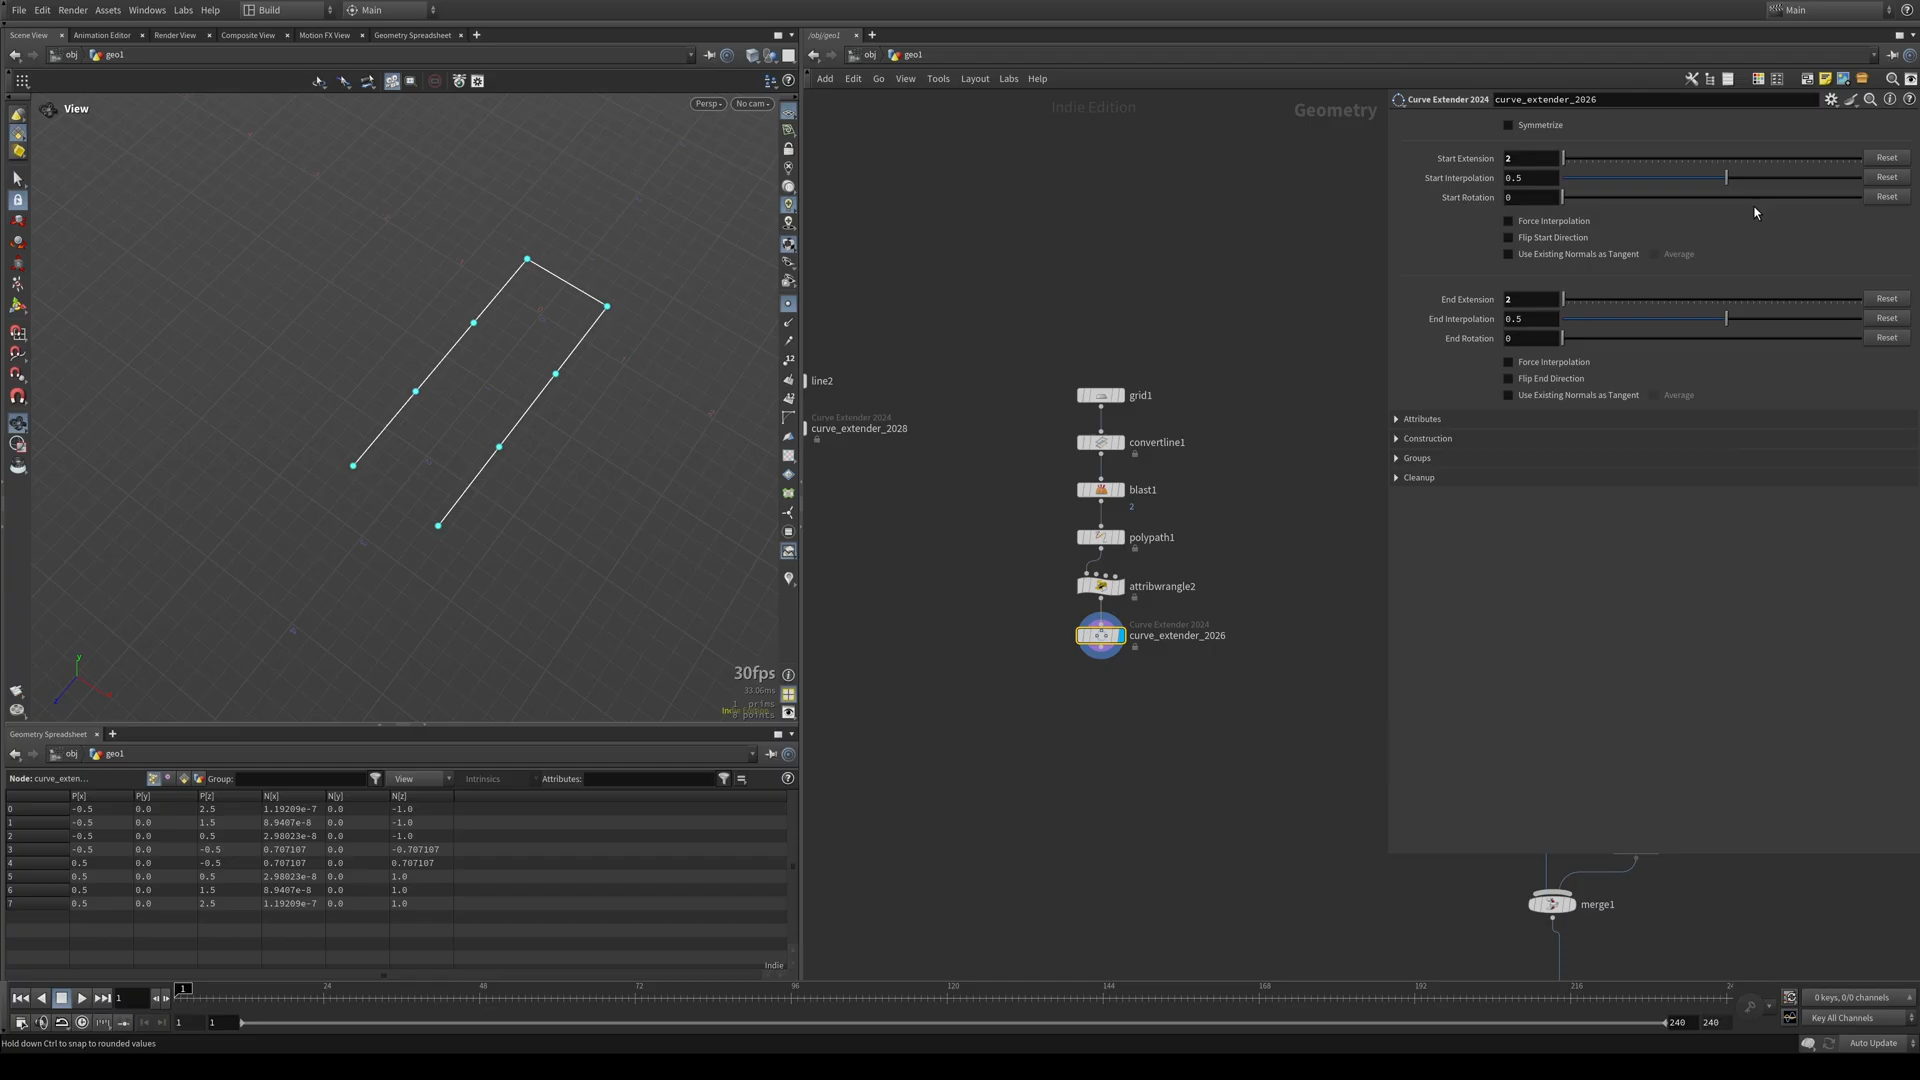 File Edit Render Assets Windows Labs Help Build Main Main
Scene View Animation Editor Render View Composite View Motion FX View Geometry Spreadsheet
obj geo1
View
Persp No cam
30fps
33.06ms
1 prims
8 points
/obj/geo1
obj geo1
Add Edit Go View Tools Layout Labs Help
Indie Edition
Geometry
line2
Curve Extender 2024
curve_extender_2028
grid1
convertline1
blast1
2
polypath1
attribwrangle2
Curve Extender 2024
curve_extender_2026
merge1
Curve Extender 2024 curve_extender_2026
Symmetrize
Start Extension 2 Reset
Start Interpolation 0.5 Reset
Start Rotation 0 Reset
Force Interpolation
Flip Start Direction
Use Existing Normals as Tangent Average
End Extension 2 Reset
End Interpolation 0.5 Reset
End Rotation 0 Reset
Force Interpolation
Flip End Direction
Use Existing Normals as Tangent Average
Attributes
Construction
Groups
Cleanup
Geometry Spreadsheet
obj geo1
Node: curve_exten... Group: View Intrinsics Attributes:
P[x] P[y] P[z] N[x] N[y] N[z]
0 -0.5 0.0 2.5 1.19209e-7 0.0 -1.0
1 -0.5 0.0 1.5 8.9407e-8 0.0 -1.0
2 -0.5 0.0 0.5 2.98023e-8 0.0 -1.0
3 -0.5 0.0 -0.5 0.707107 0.0 -0.707107
4 0.5 0.0 -0.5 0.707107 0.0 0.707107
5 0.5 0.0 0.5 2.98023e-8 0.0 1.0
6 0.5 0.0 1.5 8.9407e-8 0.0 1.0
7 0.5 0.0 2.5 1.19209e-7 0.0 1.0
Indie
1 1 24 48 72 96 120 144 168 192 216
0 keys, 0/0 channels
1 1 240 240 Key All Channels
Hold down Ctrl to snap to rounded values Auto Update